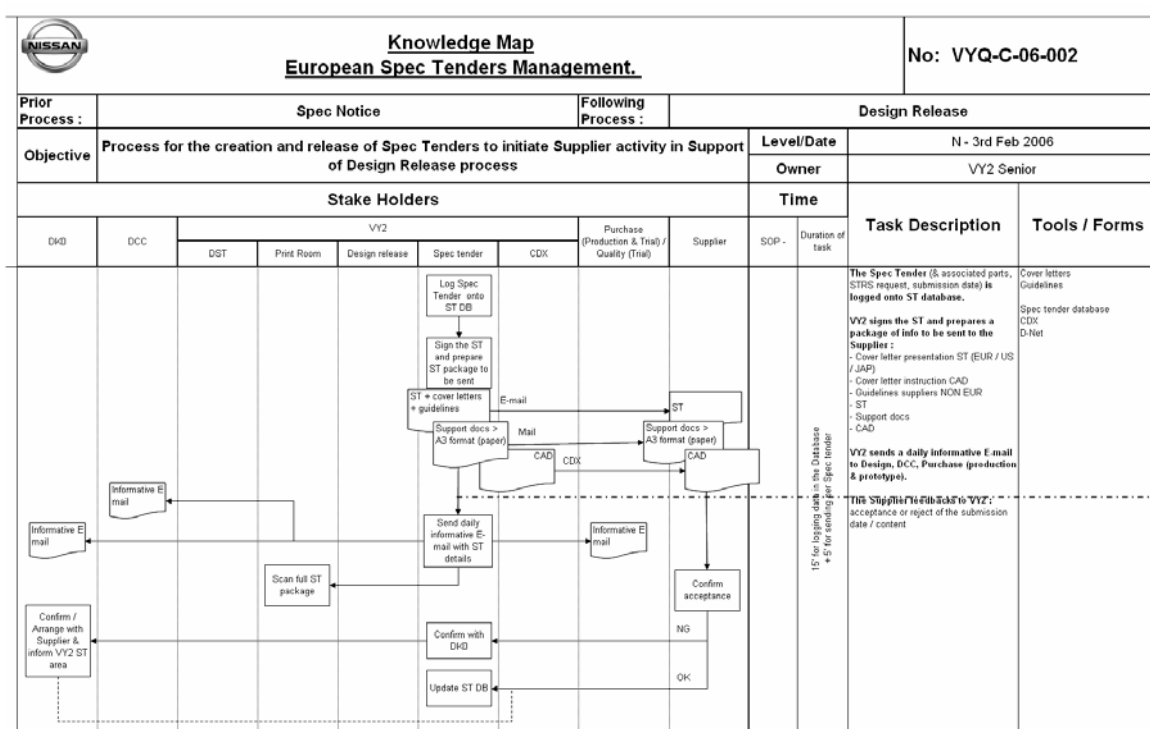 NISSAN
Knowledge Map
European Spec Tenders Management.
No: VYQ-C-06-002
Prior
Process :
Spec Notice
Following
Process :
Design Release
Objective
Process for the creation and release of Spec Tenders to initiate Supplier activity in Support
of Design Release process
Level/Date
N - 3rd Feb 2006
Owner
VY2 Senior
Stake Holders
Time
Task Description
Tools / Forms
DCC
VY2
DST
Print Room
Design release
Spec tender
CDX
Purchase
(Production & Trial) /
Quality (Trial)
Supplier
SOP -
Duration of
task
Log Spec
Tender onto
ST DB
Sign the ST
and prepare
ST package to
be sent
ST + cover letters
+ guidelines
E-mail
ST
Support docs >
A3 format (paper)
Mail
Support docs >
A3 format (paper)
CAD
CDX
CAD
Informative E
mail
Informative E
mail
Send daily
informative E-
mail with ST
details
Informative E
mail
Scan full ST
package
Confirm
acceptance
Confirm /
Arrange with
Supplier &
inform VY2 ST
area
Confirm with
NG
Update ST DB
OK
15' for logging data in the Database
+ 5' for sending per Spec tender
The Spec Tender (& associated parts,
STRS request, submission date) is
logged onto ST database.
VY2 signs the ST and prepares a
package of info to be sent to the
Supplier :
- Cover letter presentation ST (EUR / US
/ JAP)
- Cover letter instruction CAD
- Guidelines suppliers NON EUR
- ST
- Support docs
- CAD
VY2 sends a daily informative E-mail
to Design, DCC, Purchase (production
& prototype).
The Supplier feedbacks to VY2 :
acceptance or reject of the submission
date / content
Cover letters
Guidelines
Spec tender database
CDX
D-Net